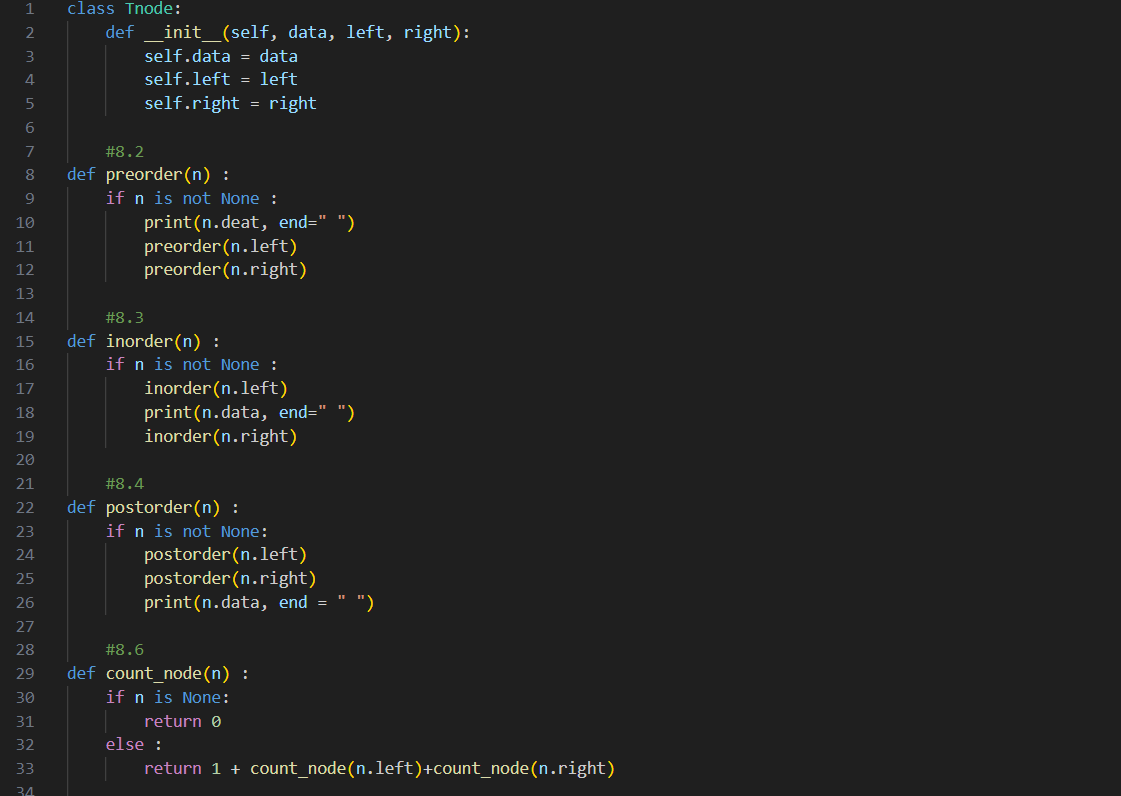 1 class Tnode:
2     def __init__(self, data, left, right):
3         self.data = data
4         self.left = left
5         self.right = right
6
7     #8.2
8 def preorder(n) :
9     if n is not None :
10         print(n.deat, end=" ")
11         preorder(n.left)
12         preorder(n.right)
13
14     #8.3
15 def inorder(n) :
16     if n is not None :
17         inorder(n.left)
18         print(n.data, end=" ")
19         inorder(n.right)
20
21     #8.4
22 def postorder(n) :
23     if n is not None:
24         postorder(n.left)
25         postorder(n.right)
26         print(n.data, end = " ")
27
28     #8.6
29 def count_node(n) :
30     if n is None:
31         return 0
32     else :
33         return 1 + count_node(n.left)+count_node(n.right)
34